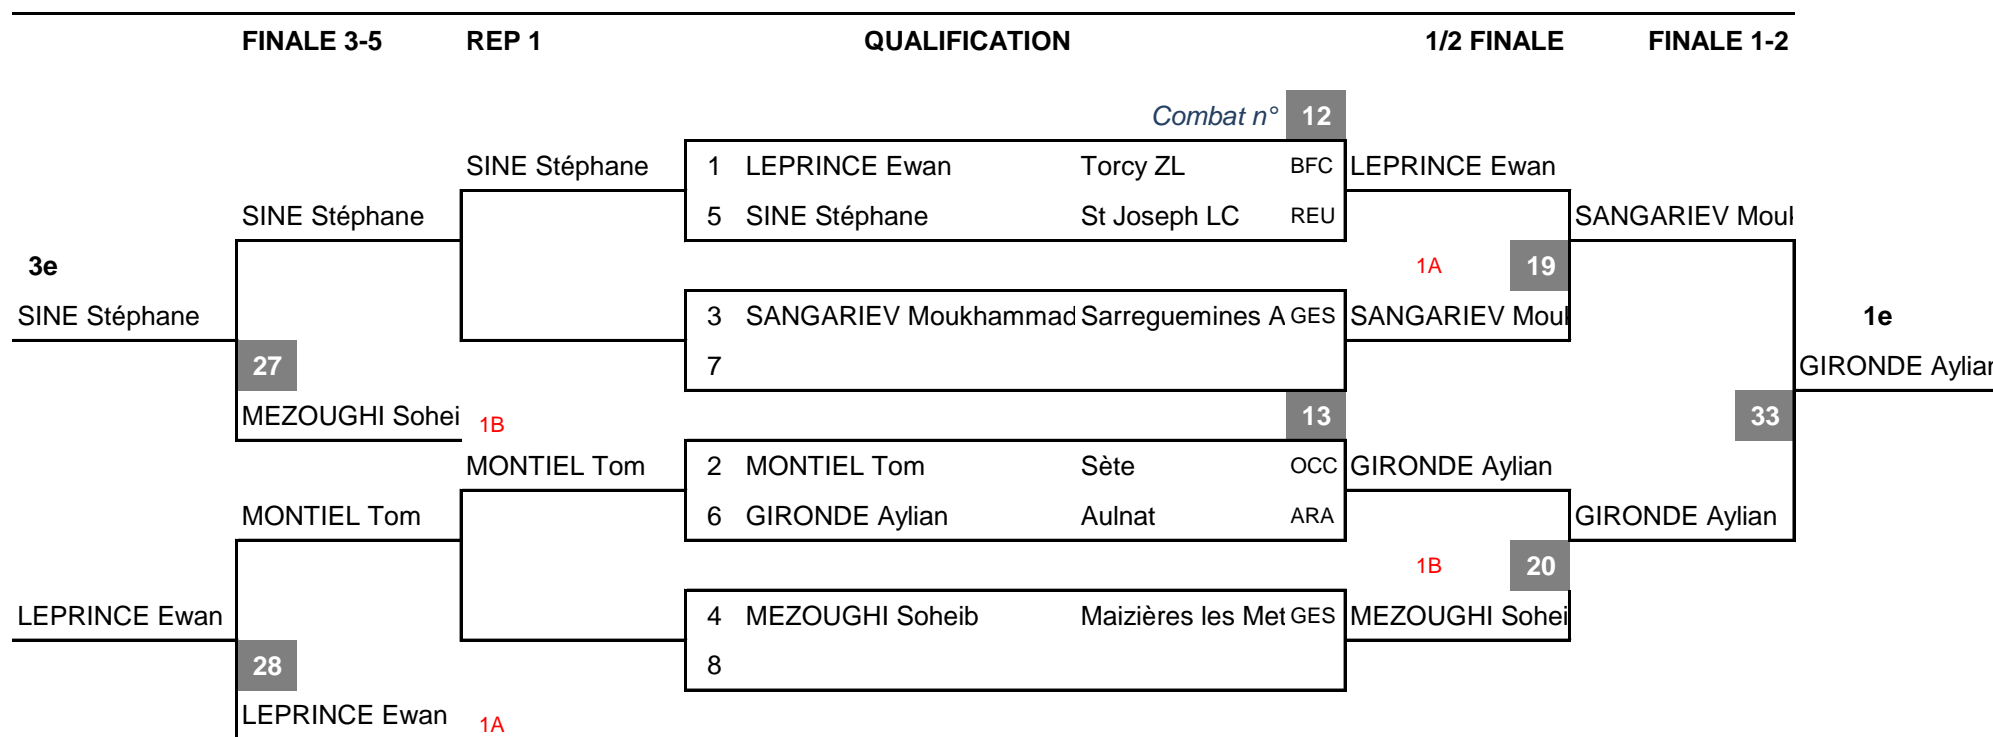 FINALE 3-5 REP 1 QUALIFICATION 1/2 FINALE FINALE 1-2
Combat n° 12
SINE Stéphane 1 LEPRINCE Ewan Torcy ZL BFC LEPRINCE Ewan
SINE Stéphane 5 SINE Stéphane St Joseph LC REU SANGARIEV Mouk
3e 1A 19
SINE Stéphane 3 SANGARIEV Moukhammad Sarreguemines A GES SANGARIEV Mouk 1e
27 7 GIRONDE Aylian
MEZOUGHI Sohei 1B 13 33
MONTIEL Tom 2 MONTIEL Tom Sète OCC GIRONDE Aylian
MONTIEL Tom 6 GIRONDE Aylian Aulnat ARA GIRONDE Aylian
1B 20
LEPRINCE Ewan 4 MEZOUGHI Soheib Maizières les Met GES MEZOUGHI Sohei
28 8
LEPRINCE Ewan 1A